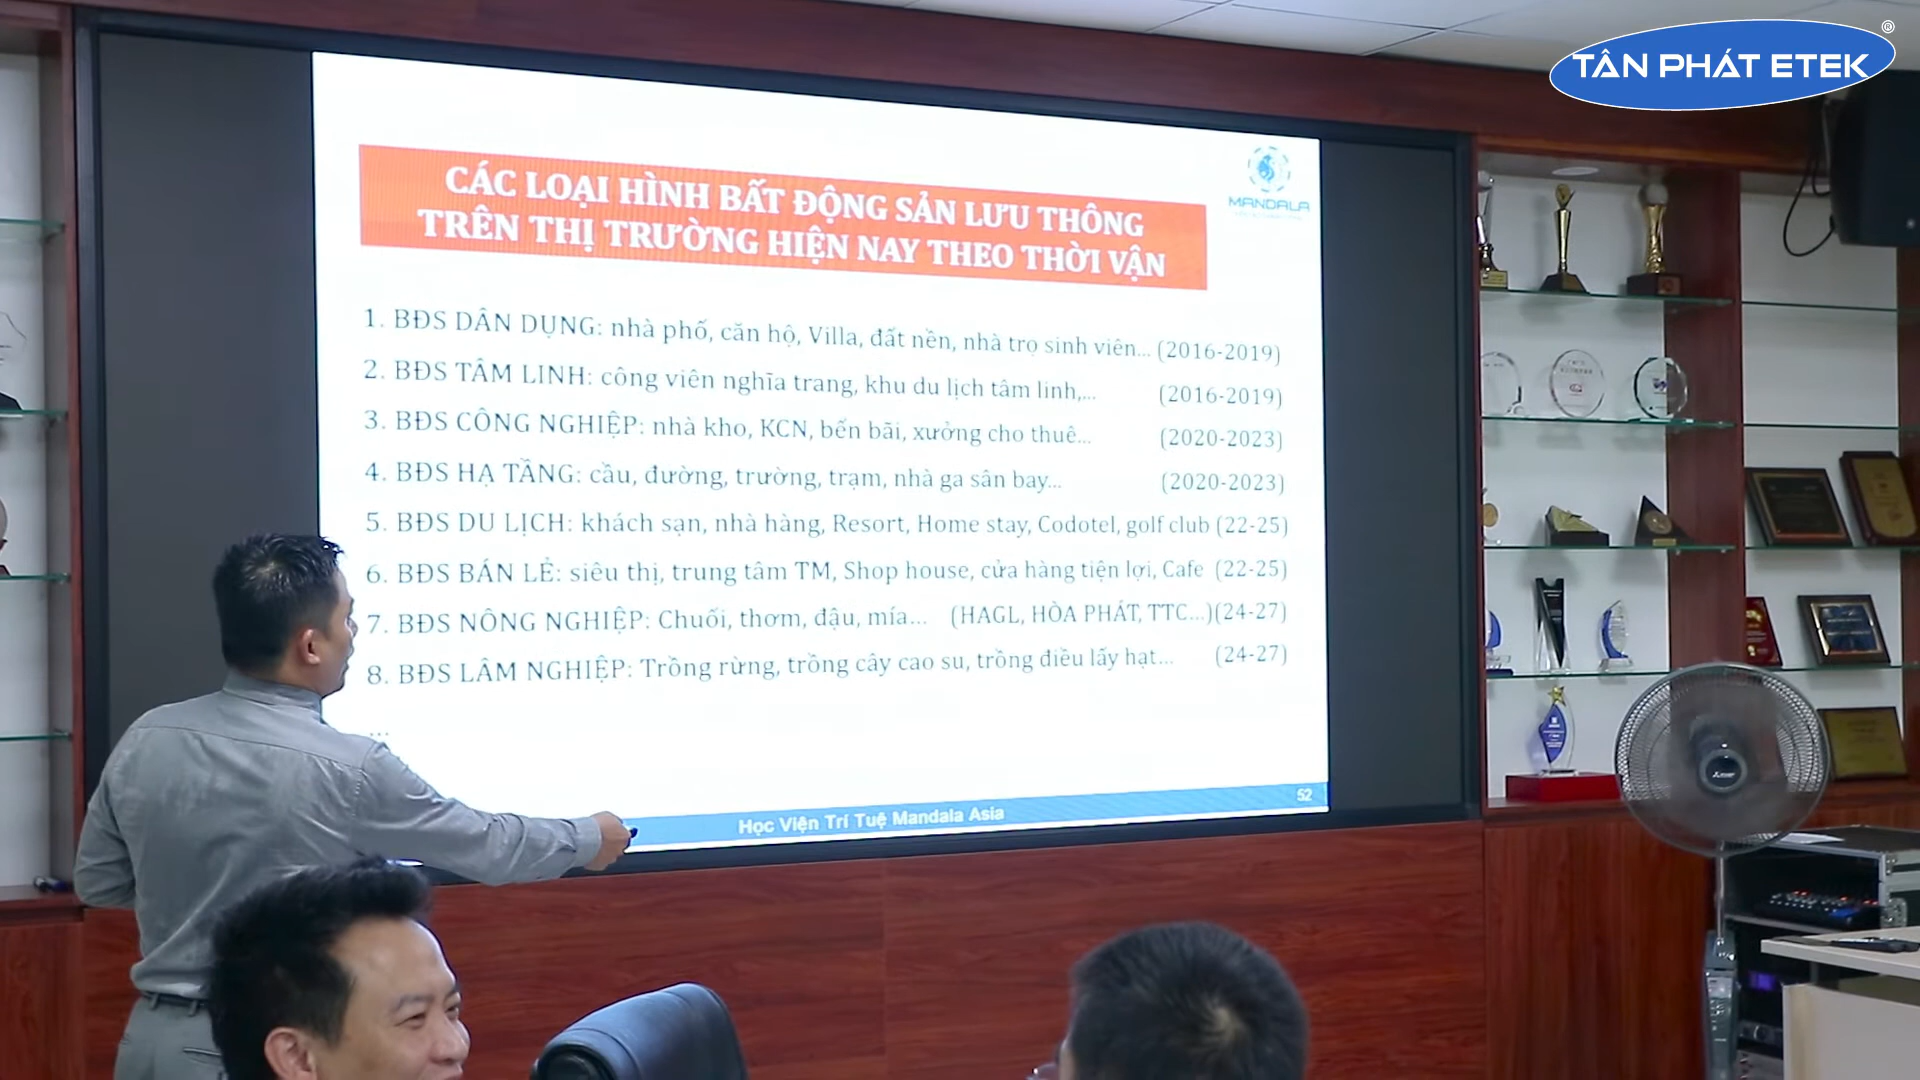 TÂN PHÁT ETEK ®
MANDALA
CÁC LOẠI HÌNH BẤT ĐỘNG SẢN LƯU THÔNG
TRÊN THỊ TRƯỜNG HIỆN NAY THEO THỜI VẬN
1. BĐS DÂN DỤNG: nhà phố, căn hộ, Villa, đất nền, nhà trọ sinh viên... (2016-2019)
2. BĐS TÂM LINH: công viên nghĩa trang, khu du lịch tâm linh,... (2016-2019)
3. BĐS CÔNG NGHIỆP: nhà kho, KCN, bến bãi, xưởng cho thuê... (2020-2023)
4. BĐS HẠ TẦNG: cầu, đường, trường, trạm, nhà ga sân bay... (2020-2023)
5. BĐS DU LỊCH: khách sạn, nhà hàng, Resort, Home stay, Codotel, golf club (22-25)
6. BĐS BÁN LẺ: siêu thị, trung tâm TM, Shop house, cửa hàng tiện lợi, Cafe (22-25)
7. BĐS NÔNG NGHIỆP: Chuối, thơm, đậu, mía... (HAGL, HÒA PHÁT, TTC...)(24-27)
8. BĐS LÂM NGHIỆP: Trồng rừng, trồng cây cao su, trồng điều lấy hạt... (24-27)
...
Học Viện Trí Tuệ Mandala Asia
52